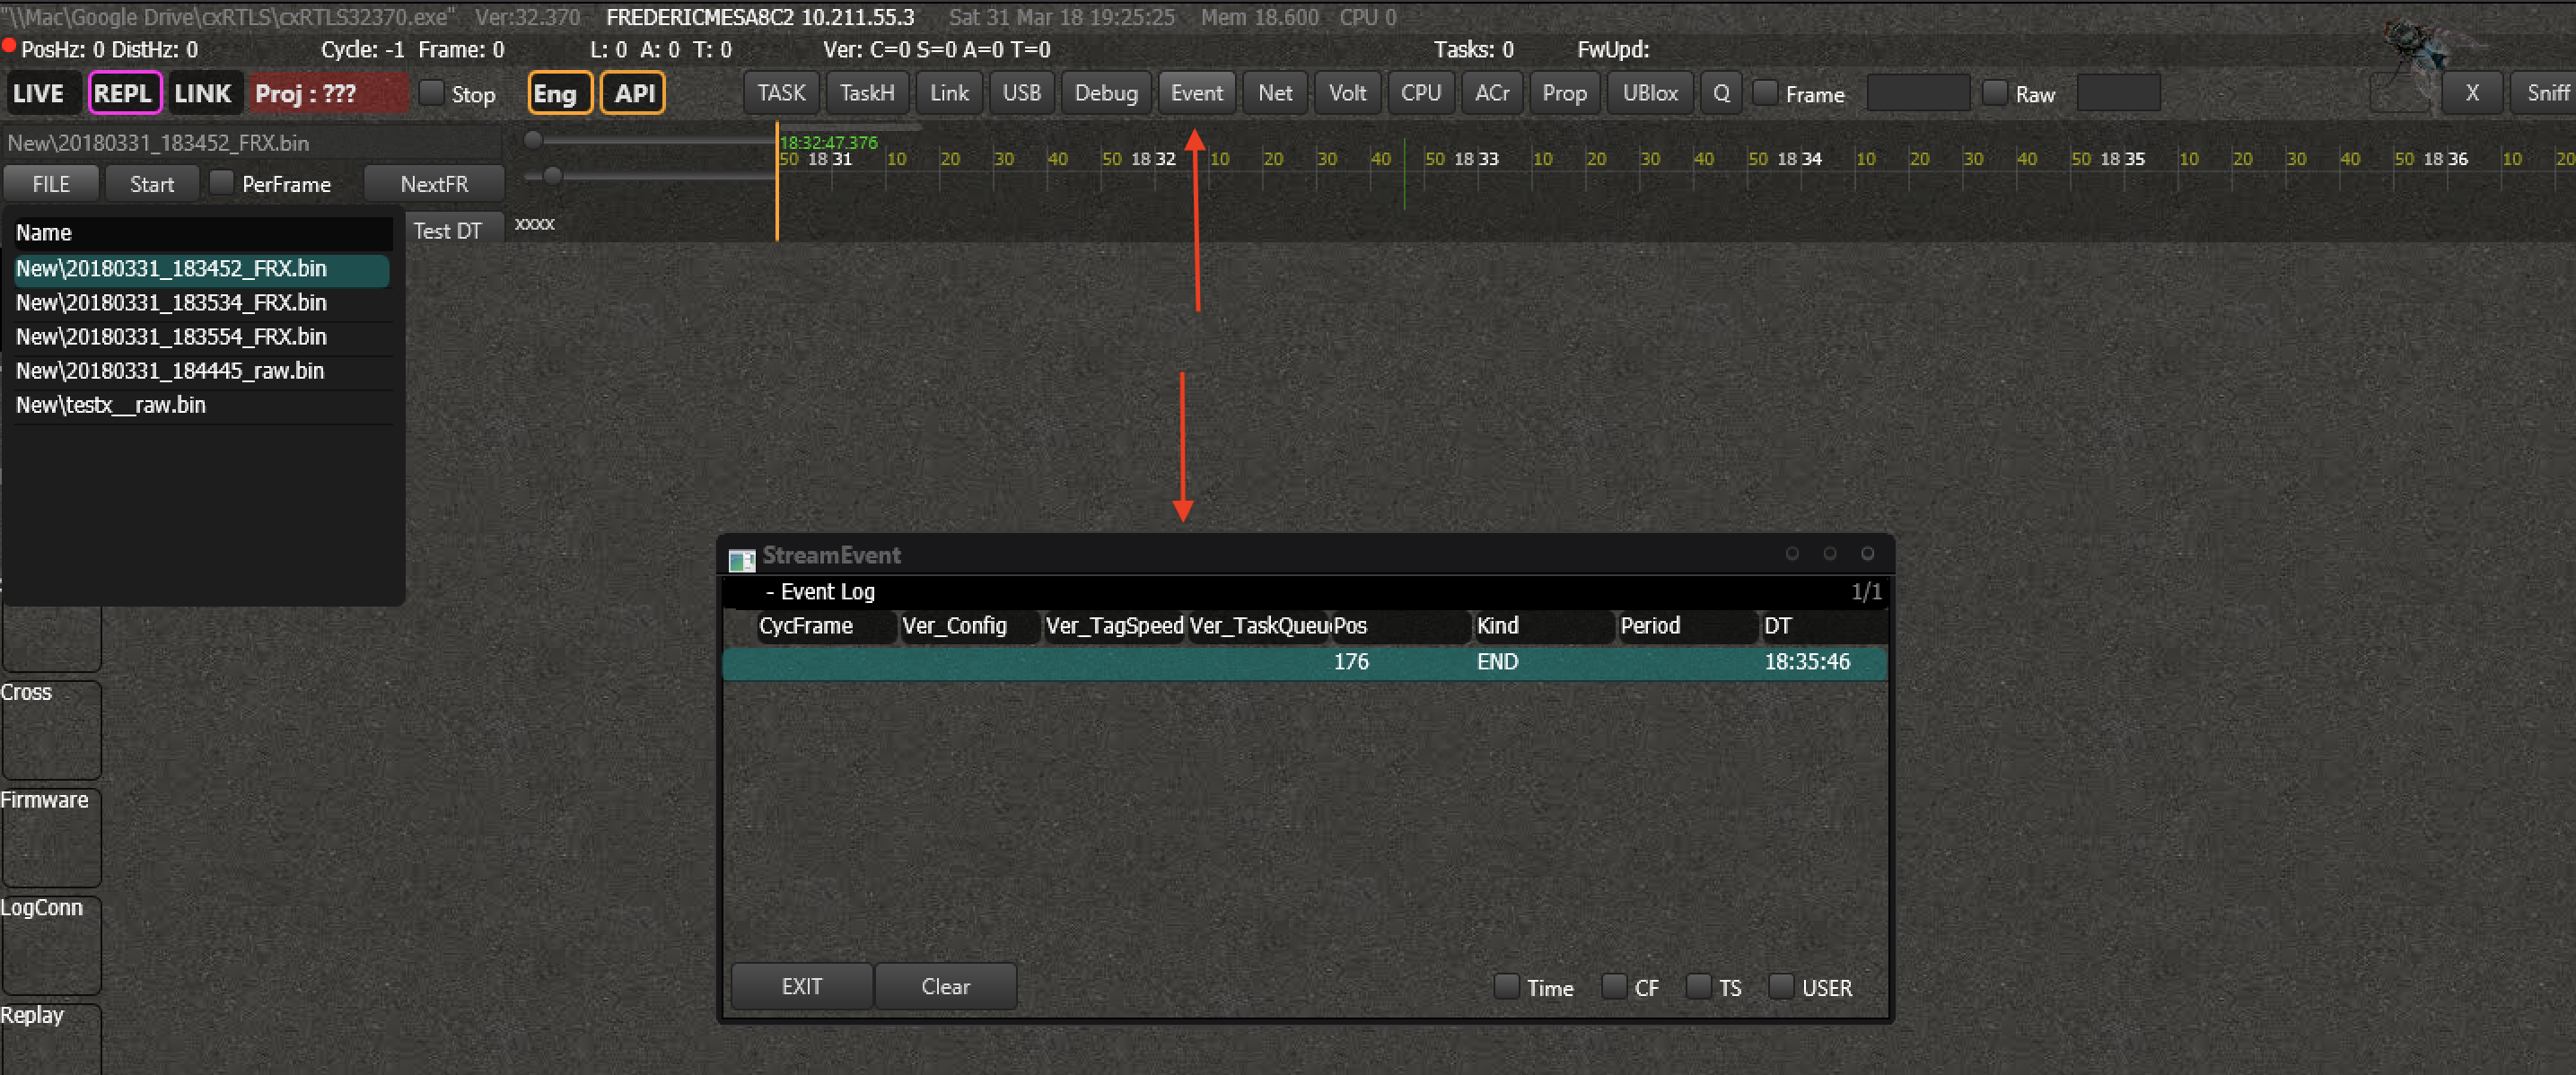 "\\Mac\Google Drive\cxRTLS\cxRTLS32370.exe" Ver:32.370 FREDERICMESA8C2 10.211.55.3 Sat 31 Mar 18 19:25:25 Mem 18.600 CPU 0
PosHz: 0 DistHz: 0 Cycle: -1 Frame: 0 L: 0 A: 0 T: 0 Ver: C=0 S=0 A=0 T=0 Tasks: 0 FwUpd:
LIVE REPL LINK Proj : ??? Stop Eng API TASK TaskH Link USB Debug Event Net Volt CPU ACr Prop UBlox Q Frame Raw X Sniff
New\20180331_183452_FRX.bin
18:32:47.376
50 18 31 10 20 30 40 50 18 32 10 20 30 40 50 18 33 10 20 30 40 50 18 34 10 20 30 40 50 18 35 10 20 30 40 50 18 36 10 20
FILE Start PerFrame NextFR
Test DT xxxx
Name
New\20180331_183452_FRX.bin
New\20180331_183534_FRX.bin
New\20180331_183554_FRX.bin
New\20180331_184445_raw.bin
New\testx__raw.bin
Cross
Firmware
LogConn
Replay
StreamEvent
- Event Log 1/1
CycFrame Ver_Config Ver_TagSpeed Ver_TaskQueu Pos Kind Period DT
176 END 18:35:46
EXIT Clear Time CF TS USER